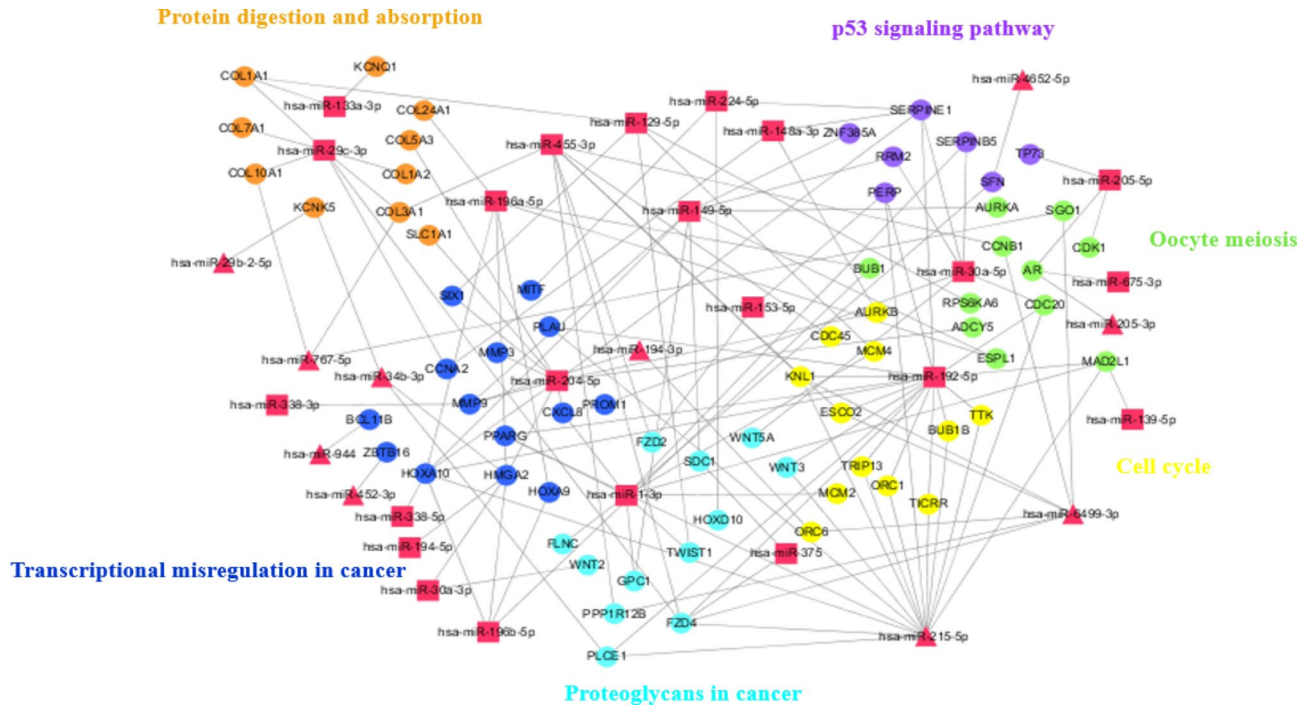 Protein digestion and absorption
p53 signaling pathway
KCNQ1
COL1A1
hsa-miR-4652-5p
hsa-miR-133a-3p
hsa-miR-224-5p
COL24A1
SERPINE1
hsa-miR-129-5p
COL7A1
hsa-miR-148a-3p
ZNF385A
COL5A3
hsa-miR-455-3p
SERPINB5
hsa-miR-29c-3p
RRM2
TP73
COL10A1
COL1A2
SFN
hsa-miR-205-5p
PERP
hsa-miR-196a-5p
KCNK5
COL3A1
hsa-miR-149-5p
AURKA
SGO1
SLC1A1
Oocyte meiosis
CCNB1
CDK1
hsa-miR-29b-2-5p
BUB1
hsa-miR-30a-5p
AR
hsa-miR-675-3p
SIX1
MITF
hsa-miR-153-5p
RPS6KA6
CDC20
AURKB
PLAU
ADCY5
hsa-miR-205-3p
CDC45
hsa-miR-194-3p
MMP3
MCM4
hsa-miR-767-5p
ESPL1
MAD2L1
CCNA2
hsa-miR-34b-3p
hsa-miR-204-5p
KNL1
hsa-miR-192-5p
hsa-miR-338-3p
MMP9
CXCL8
PROM1
ESCO2
TTK
BCL11B
BUB1B
hsa-miR-139-5p
PPARG
FZD2
WNT5A
hsa-miR-944
ZBTB16
SDC1
WNT3
TRIP13
Cell cycle
HOXA10
HMGA2
ORC1
HOXA9
hsa-miR-1-3p
MCM2
hsa-miR-452-3p
TICRR
hsa-miR-338-5p
HOXD10
hsa-miR-6499-3p
ORC6
hsa-miR-194-5p
FLNC
TWIST1
hsa-miR-375
Transcriptional misregulation in cancer
WNT2
GPC1
hsa-miR-30a-3p
PPP1R12B
FZD4
hsa-miR-196b-5p
hsa-miR-215-5p
PLCE1
Proteoglycans in cancer